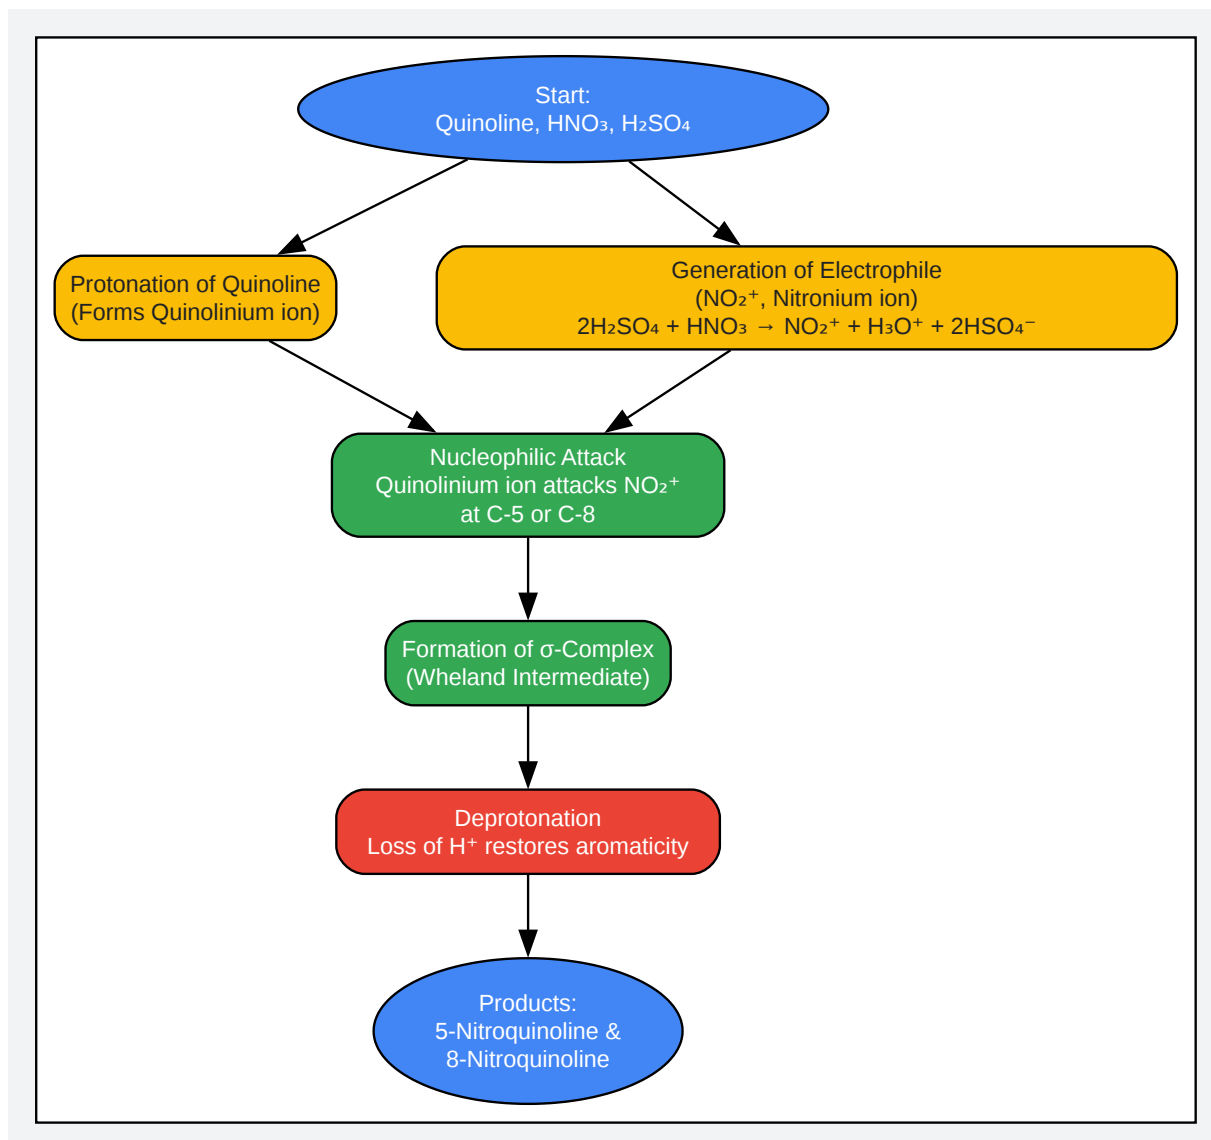 Start:
Quinoline, HNO₃, H₂SO₄
Protonation of Quinoline
(Forms Quinolinium ion)
Generation of Electrophile
(NO₂⁺, Nitronium ion)
2H₂SO₄ + HNO₃ → NO₂⁺ + H₃O⁺ + 2HSO₄⁻
Nucleophilic Attack
Quinolinium ion attacks NO₂⁺
at C-5 or C-8
Formation of σ-Complex
(Wheland Intermediate)
Deprotonation
Loss of H⁺ restores aromaticity
Products:
5-Nitroquinoline &
8-Nitroquinoline